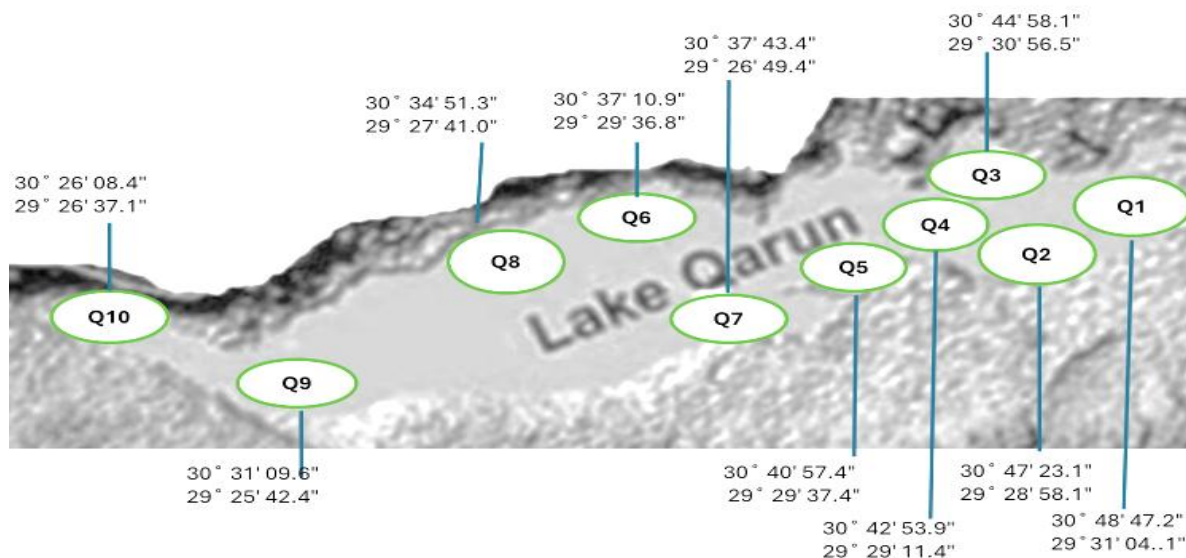 30° 44' 58.1"
29° 30' 56.5"
30° 37' 43.4"
29° 26' 49.4"
30° 34' 51.3"
29° 27' 41.0"
30° 37' 10.9"
29° 29' 36.8"
30° 26' 08.4"
29° 26' 37.1"
Q3
Q1
Q6
Q4
Q2
Q8
Q5
Lake Qarun
Q10
Q7
Q9
30° 31' 09.6"
29° 25' 42.4"
30° 40' 57.4"
29° 29' 37.4"
30° 47' 23.1"
29° 28' 58.1"
30° 42' 53.9"
29° 29' 11.4"
30° 48' 47.2"
29° 31' 04..1"